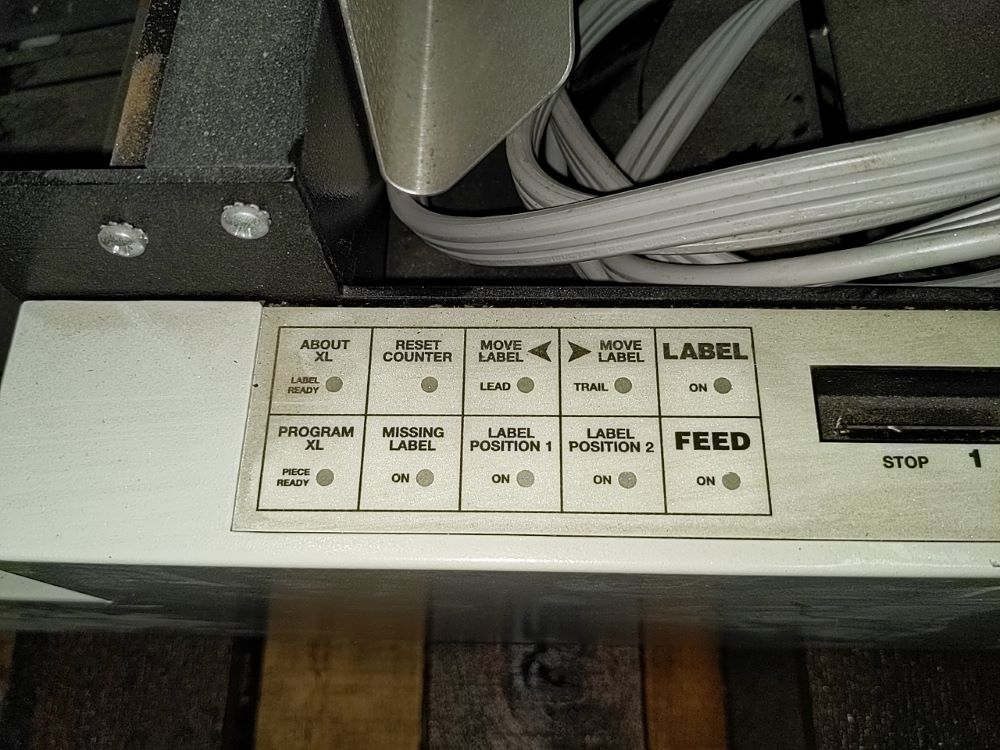 ABOUT
XL
LABEL
READY
RESET
COUNTER
MOVE
LABEL
LEAD
MOVE
LABEL
TRAIL
LABEL
ON
PROGRAM
XL
PIECE
READY
MISSING
LABEL
ON
LABEL
POSITION 1
ON
LABEL
POSITION 2
ON
FEED
ON
STOP 1